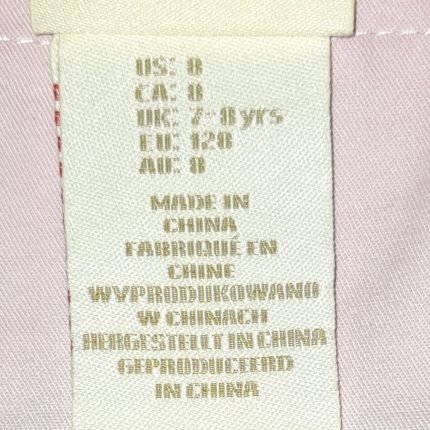 US: 8
CA: 8
UK: 7-8 yrs
EU: 128
AU: 8
MADE IN
CHINA
FABRIQUÉ EN
CHINE
WYPRODUKOWANO
W CHINACH
HERGESTELLT IN CHINA
GEPRODUCEERD
IN CHINA